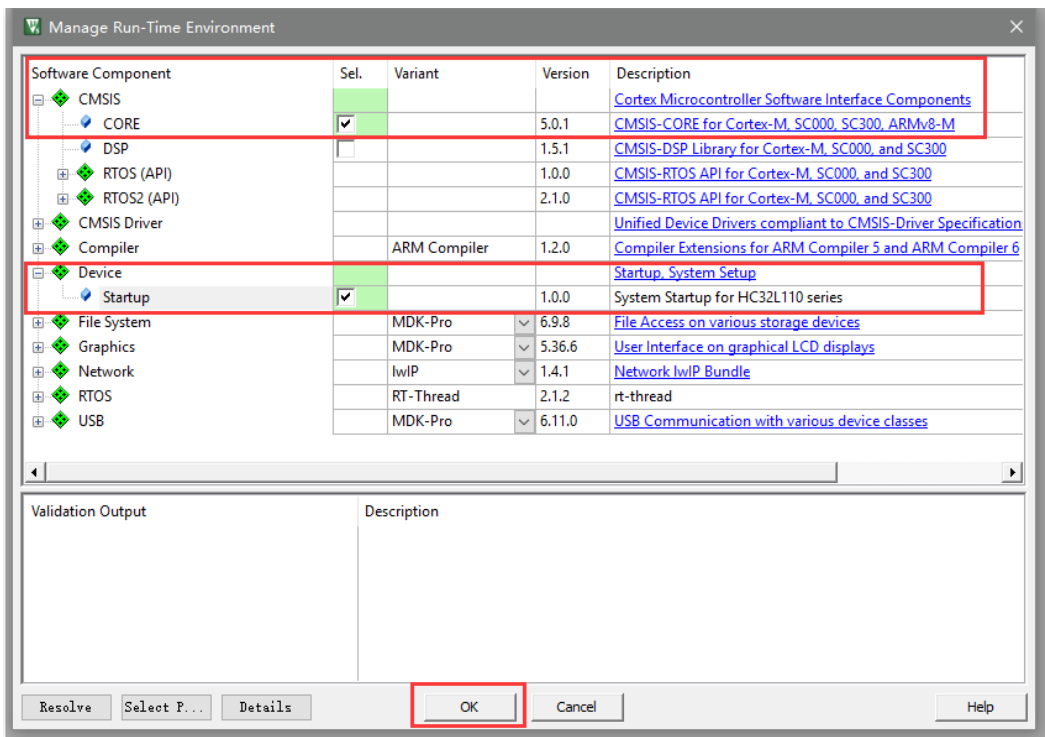 Manage Run-Time Environment
Software Component Sel. Variant Version Description
CMSIS Cortex Microcontroller Software Interface Components
CORE 5.0.1 CMSIS-CORE for Cortex-M, SC000, SC300, ARMv8-M
DSP 1.5.1 CMSIS-DSP Library for Cortex-M, SC000, and SC300
RTOS (API) 1.0.0 CMSIS-RTOS API for Cortex-M, SC000, and SC300
RTOS2 (API) 2.1.0 CMSIS-RTOS API for Cortex-M, SC000, and SC300
CMSIS Driver Unified Device Drivers compliant to CMSIS-Driver Specification
Compiler ARM Compiler 1.2.0 Compiler Extensions for ARM Compiler 5 and ARM Compiler 6
Device Startup, System Setup
Startup 1.0.0 System Startup for HC32L110 series
File System MDK-Pro 6.9.8 File Access on various storage devices
Graphics MDK-Pro 5.36.6 User Interface on graphical LCD displays
Network IwIP 1.4.1 Network IwIP Bundle
RTOS RT-Thread 2.1.2 rt-thread
USB MDK-Pro 6.11.0 USB Communication with various device classes
Validation Output Description
Resolve Select P... Details OK Cancel Help